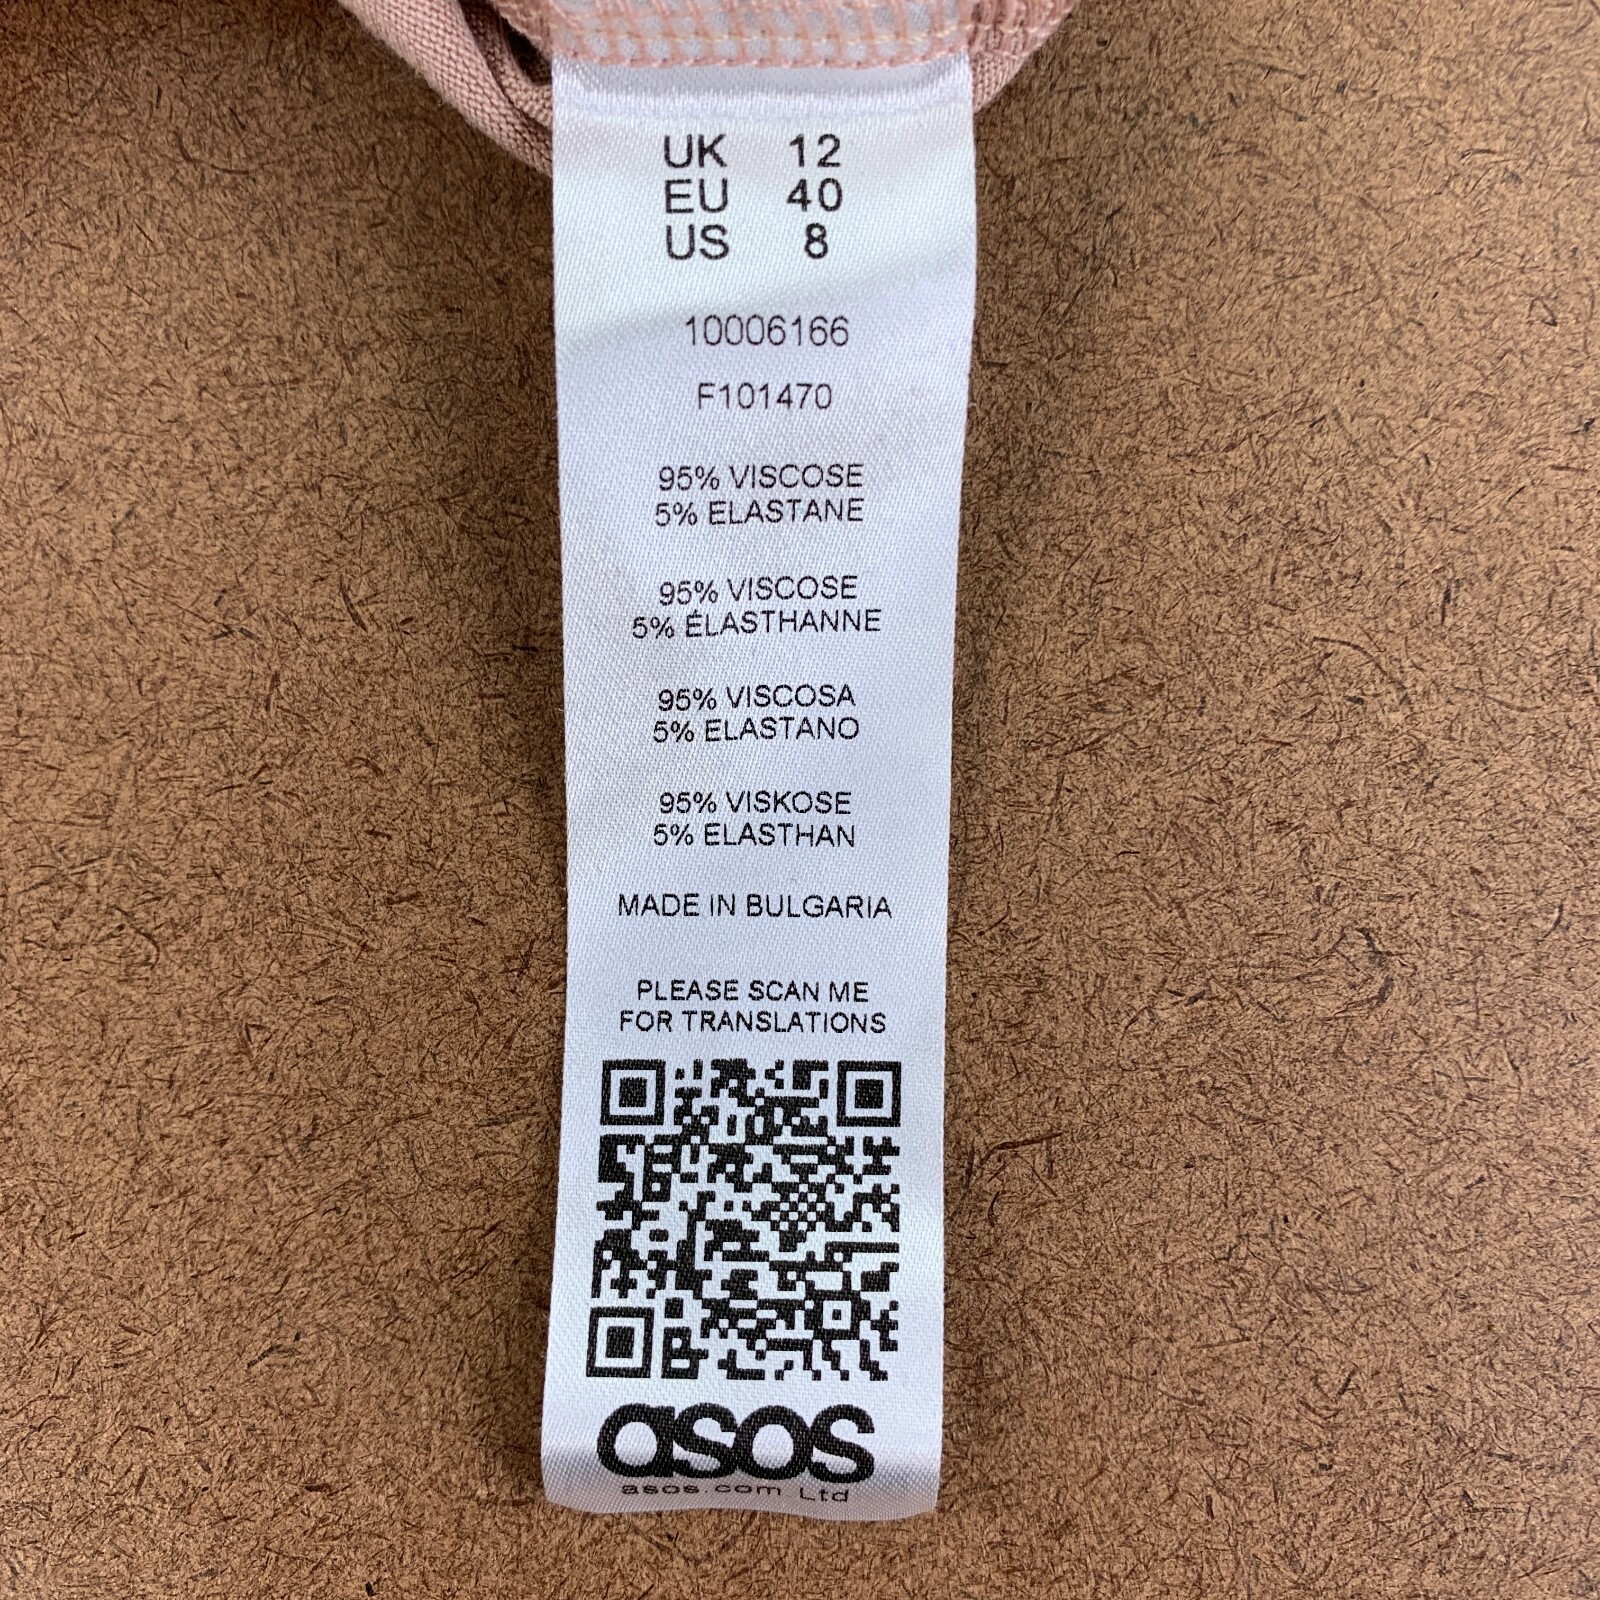 UK 12
EU 40
US 8
10006166
F101470
95% VISCOSE
5% ELASTANE
95% VISCOSE
5% ÉLASTHANNE
95% VISCOSA
5% ELASTANO
95% VISKOSE
5% ELASTHAN
MADE IN BULGARIA
PLEASE SCAN ME
FOR TRANSLATIONS
asos
asos.com Ltd